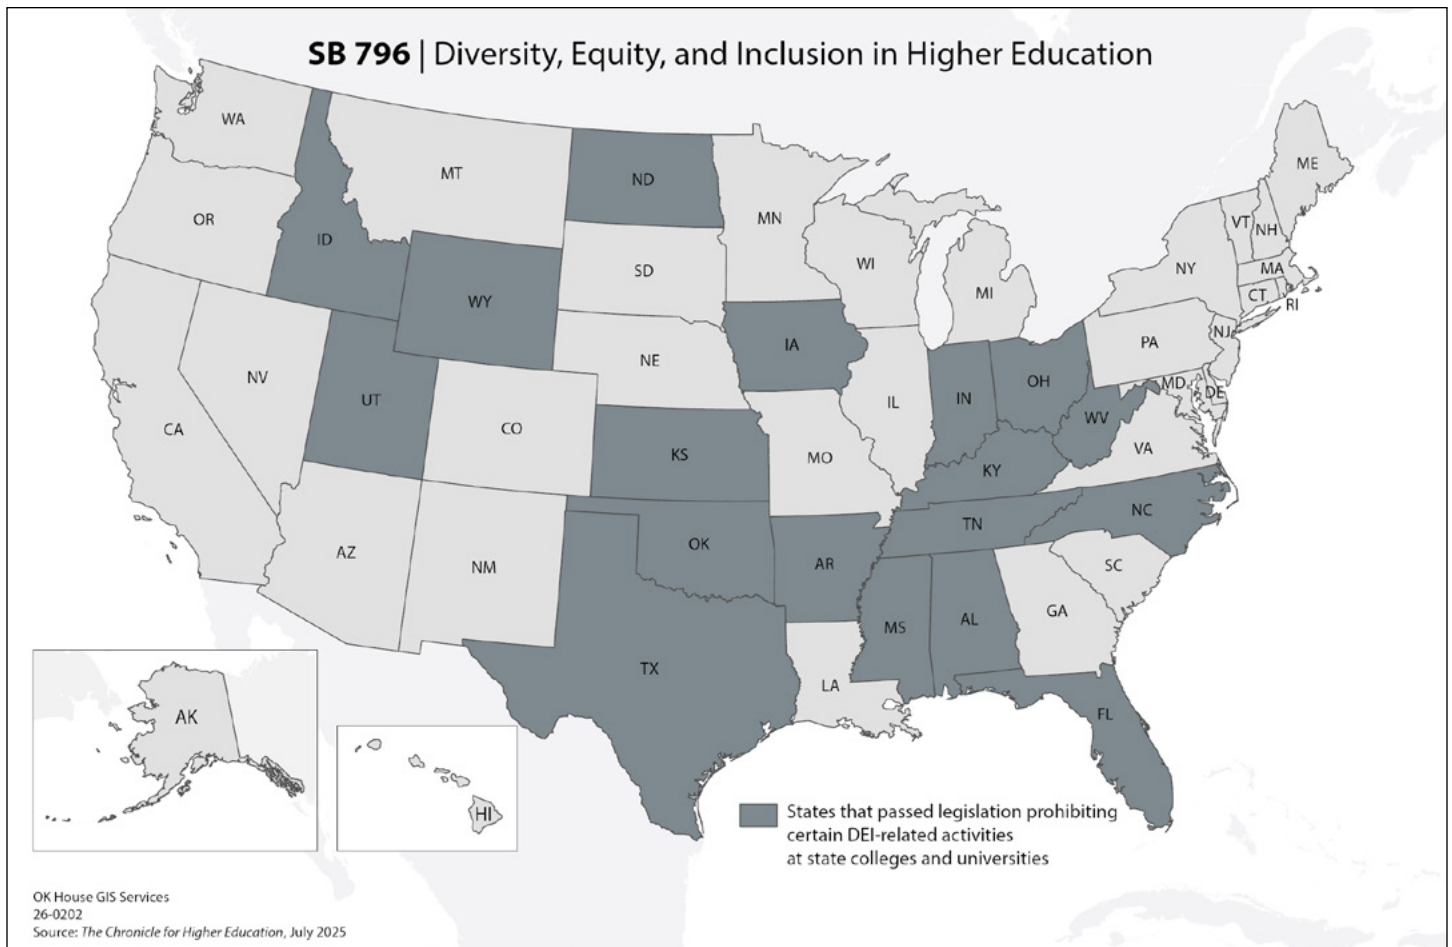 SB 796 | Diversity, Equity, and Inclusion in Higher Education
WA
MT
ND
MN
ME
OR
ID
SD
WI
VT
NH
NY
MA
MI
CT
RI
WY
IA
NE
PA
NJ
NV
UT
CO
IL
IN
OH
MD
DE
WV
CA
KS
MO
KY
VA
AZ
NM
OK
AR
TN
NC
SC
MS
AL
GA
TX
LA
FL
AK
HI
States that passed legislation prohibiting
certain DEI-related activities
at state colleges and universities
OK House GIS Services
26-0202
Source: The Chronicle for Higher Education, July 2025